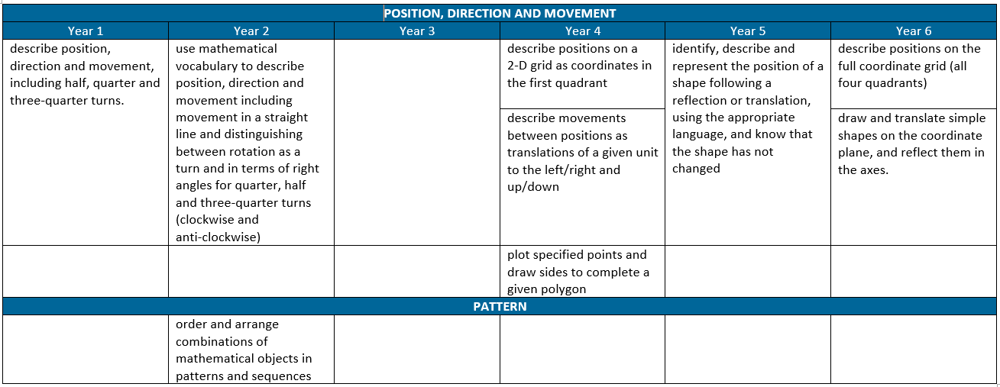 POSITION, DIRECTION AND MOVEMENT
Year 1
Year 2
Year 3
Year 4
Year 5
Year 6
describe position,
direction and movement,
including half, quarter and
three-quarter turns.
use mathematical
vocabulary to describe
position, direction and
movement including
movement in a straight
line and distinguishing
between rotation as a
turn and in terms of right
angles for quarter, half
and three-quarter turns
(clockwise and
anti-clockwise)
describe positions on a
2-D grid as coordinates in
the first quadrant
describe movements
between positions as
translations of a given unit
to the left/right and
up/down
identify, describe and
represent the position of a
shape following a
reflection or translation,
using the appropriate
language, and know that
the shape has not
changed
describe positions on the
full coordinate grid (all
four quadrants)
draw and translate simple
shapes on the coordinate
plane, and reflect them in
the axes.
plot specified points and
draw sides to complete a
given polygon
PATTERN
order and arrange
combinations of
mathematical objects in
patterns and sequences